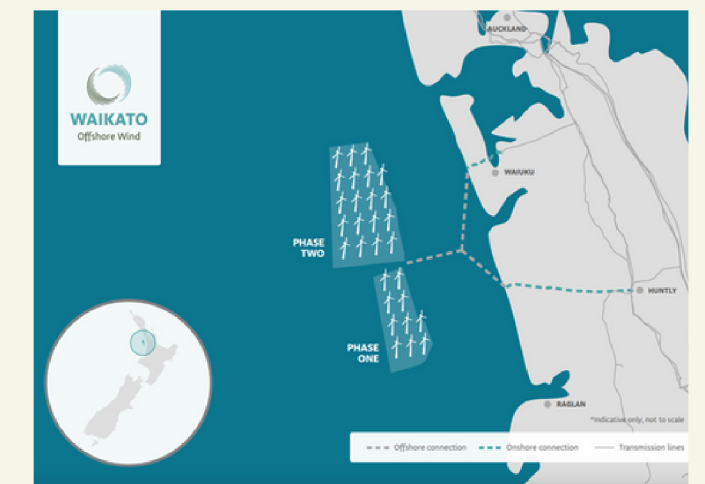 AUCKLAND
WAIKATO
Offshore Wind
WAIUKU
PHASE
TWO
HUNTLY
PHASE
ONE
RAGLAN
*Indicative only, not to scale
Offshore connection
Onshore connection
Transmission lines